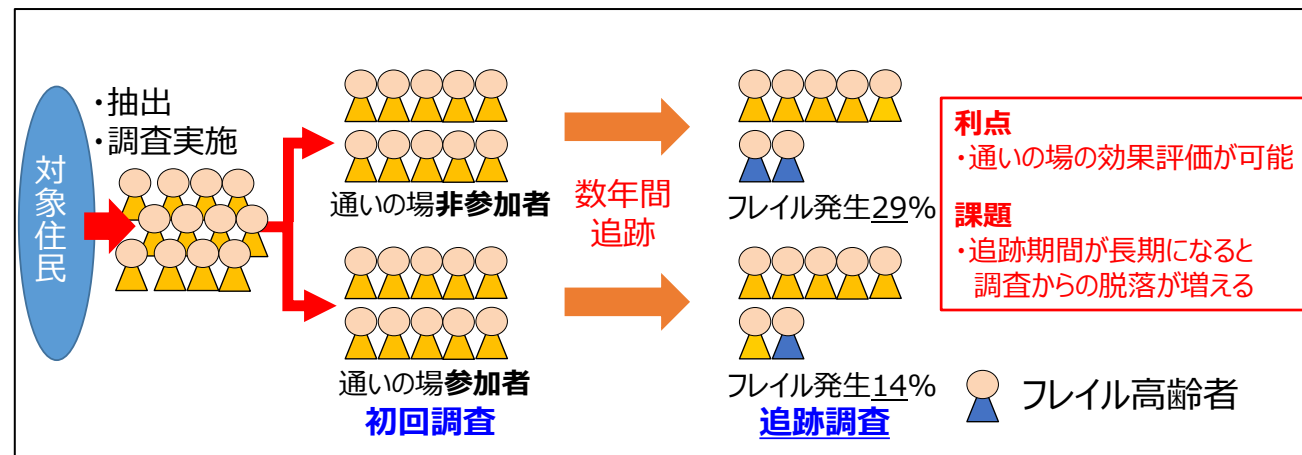 対象住民
・抽出
・調査実施
通いの場非参加者
通いの場参加者
初回調査
数年間
追跡
フレイル発生29%
フレイル発生14%
追跡調査
利点
・通いの場の効果評価が可能
課題
・追跡期間が長期になると
調査からの脱落が増える
フレイル高齢者